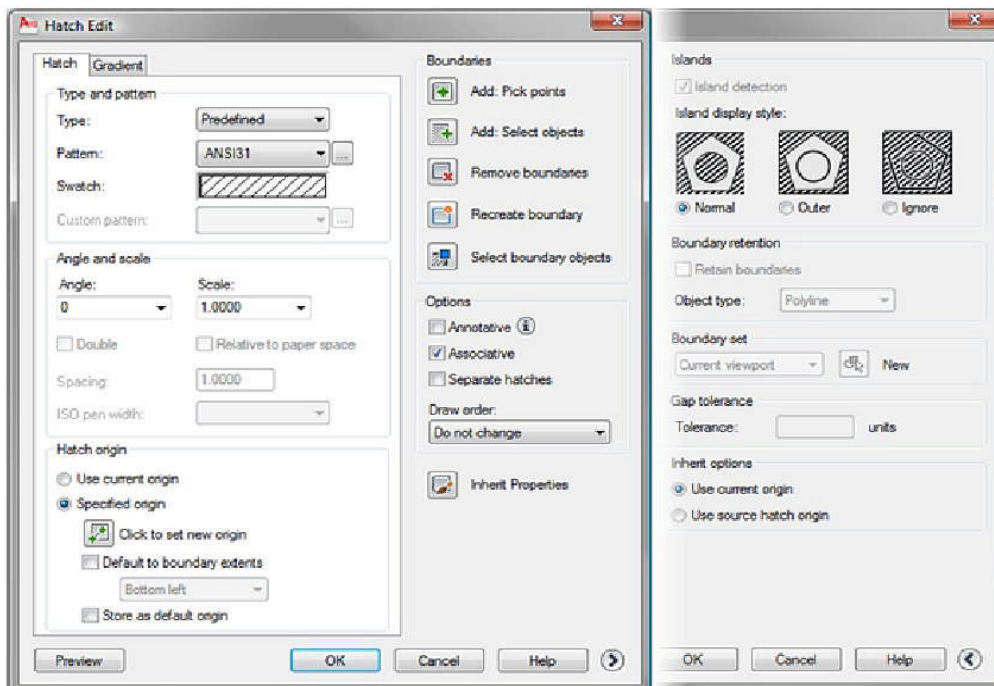 Hatch Edit
Hatch
Gradient
Type and pattern
Type:
Predefined
Pattern:
ANSI31
...
Swatch:
Custom pattern:
...
Angle and scale
Angle:
Scale:
0
1.0000
Double
Relative to paper space
Spacing:
1.0000
ISO pen width:
Hatch origin
Use current origin
Specified origin
Click to set new origin
Default to boundary extents
Bottom left
Store as default origin
Boundaries
Add: Pick points
Add: Select objects
Remove boundaries
Recreate boundary
Select boundary objects
Options
Annotative
Associative
Separate hatches
Draw order:
Do not change
Inherit Properties
Preview
OK
Cancel
Help
Islands
Island detection
Island display style:
Normal
Outer
Ignore
Boundary retention
Retain boundaries
Object type:
Polyline
Boundary set
Current viewport
New
Gap tolerance
Tolerance:
units
Inherit options
Use current origin
Use source hatch origin
OK
Cancel
Help